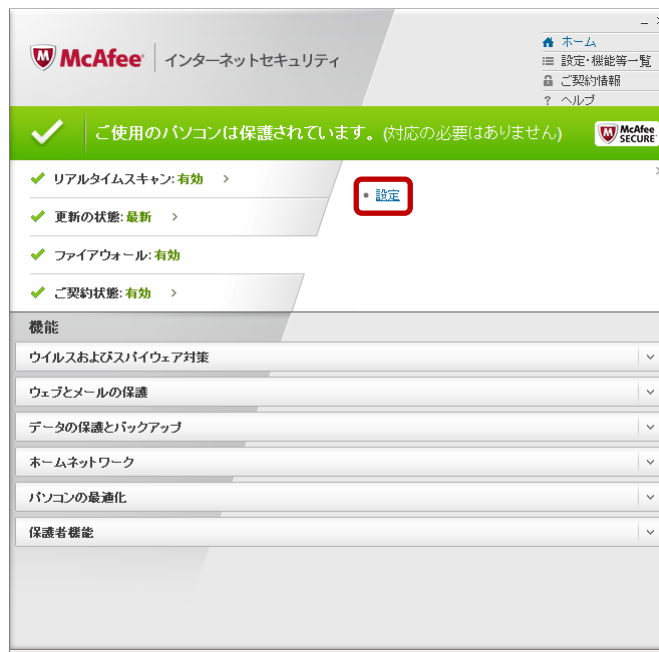 McAfee インターネットセキュリティ
ホーム
設定・機能等一覧
ご契約情報
? ヘルプ
ご使用のパソコンは保護されています。(対応の必要はありません)
McAfee
SECURE
リアルタイムスキャン: 有効 >
• 設定
更新の状態: 最新 >
ファイアウォール: 有効
ご契約状態: 有効 >
機能
ウイルスおよびスパイウェア対策
ウェブとメールの保護
データの保護とバックアップ
ホームネットワーク
パソコンの最適化
保護者機能